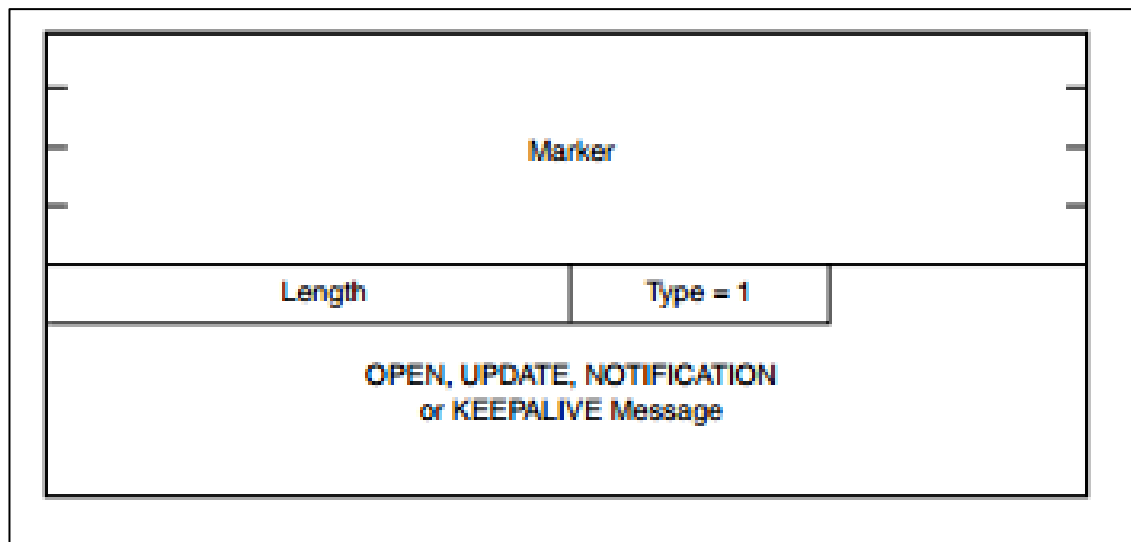 Marker
Length
Type = 1
OPEN, UPDATE, NOTIFICATION
or KEEPALIVE Message